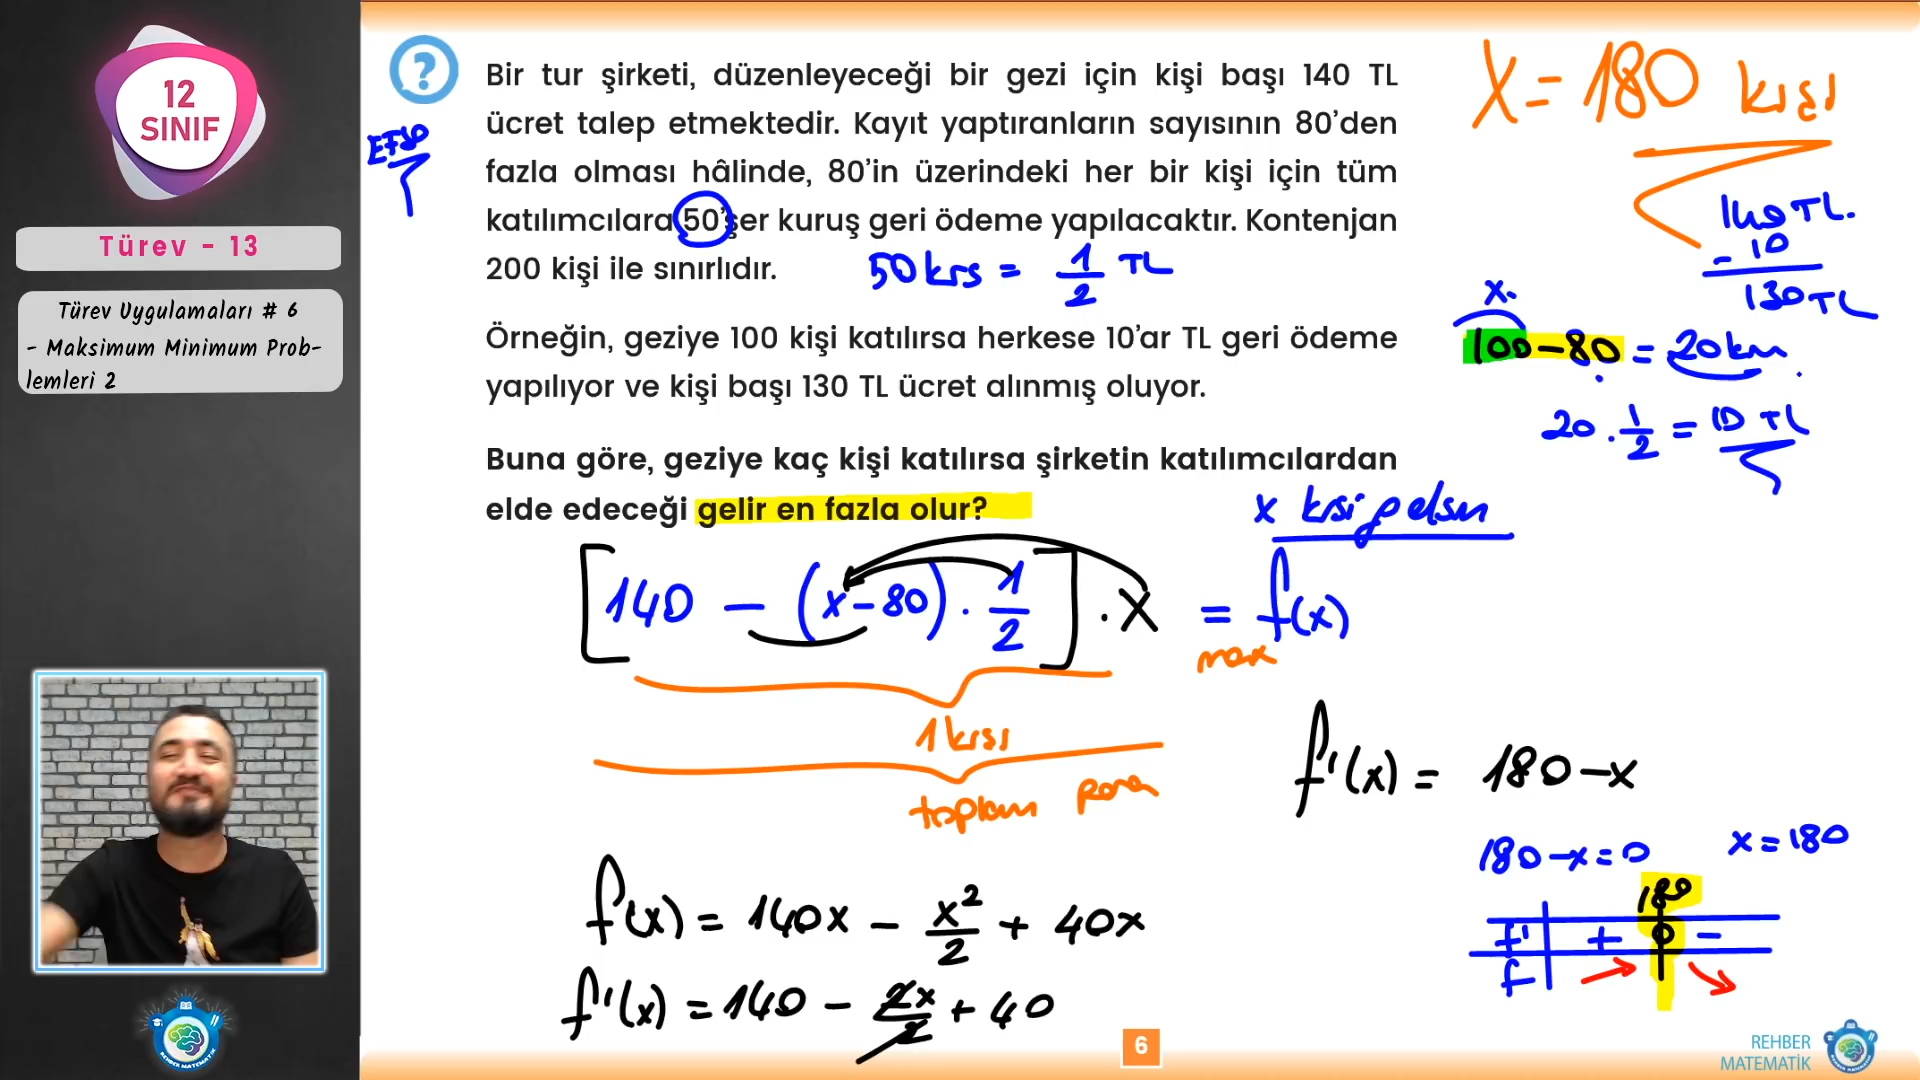 12
SINIF
Türev - 13
Türev Uygulamaları # 6
- Maksimum Minimum Prob-
lemleri 2
Bir tur şirketi, düzenleyeceği bir gezi için kişi başı 140 TL
ücret talep etmektedir. Kayıt yaptıranların sayısının 80'den
fazla olması hâlinde, 80'in üzerindeki her bir kişi için tüm
katılımcılara 50'şer kuruş geri ödeme yapılacaktır. Kontenjan
200 kişi ile sınırlıdır.
50 krş = 1/2 TL
Örneğin, geziye 100 kişi katılırsa herkese 10'ar TL geri ödeme
yapılıyor ve kişi başı 130 TL ücret alınmış oluyor.
Buna göre, geziye kaç kişi katılırsa şirketin katılımcılardan
elde edeceği gelir en fazla olur?
x kişi gelsin
[140 - (x-80) . 1/2] . x = f(x)
max
1 kişi
toplam para
f(x) = 140x - x²/2 + 40x
f'(x) = 140 - 2x/2 + 40
X = 180 kişi
140 TL.
- 10
130 TL
x.
100-80 = 20
20 . 1/2 = 10 TL
f'(x) = 180-x
180-x=0 x=180
180
f' + 0 -
f
6
REHBER
MATEMATİK
REHBER MATEMATİK